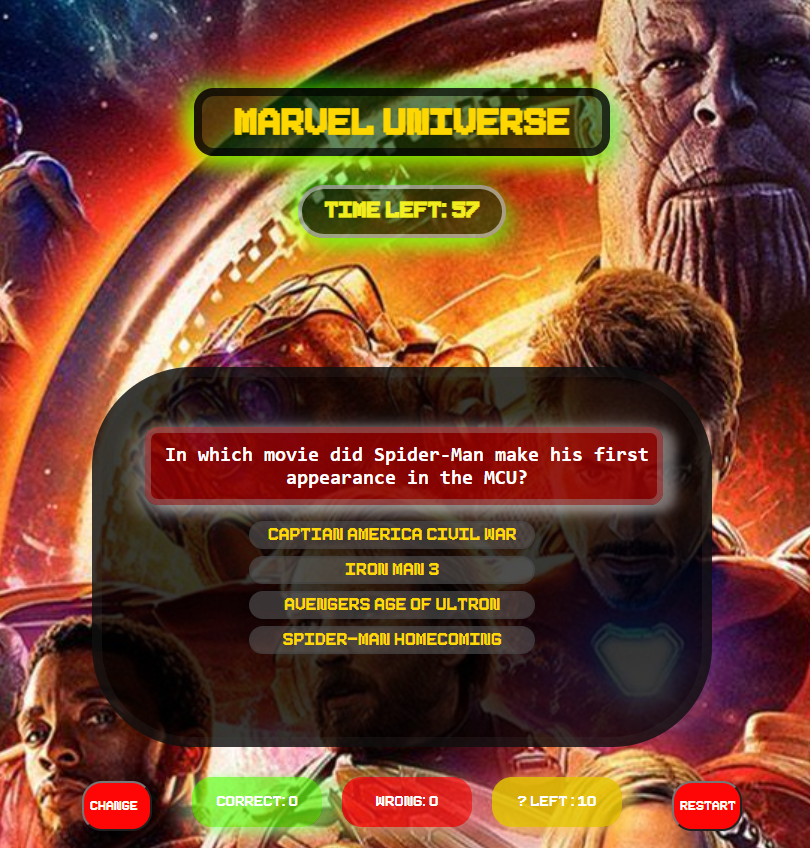 MARVEL UNIVERSE
TIME LEFT: 57
In which movie did Spider-Man make his first
appearance in the MCU?
CAPTIAN AMERICA CIVIL WAR
IRON MAN 3
AVENGERS AGE OF ULTRON
SPIDER-MAN HOMECOMING
CHANGE
CORRECT: 0
WRONG: 0
? LEFT : 10
RESTART